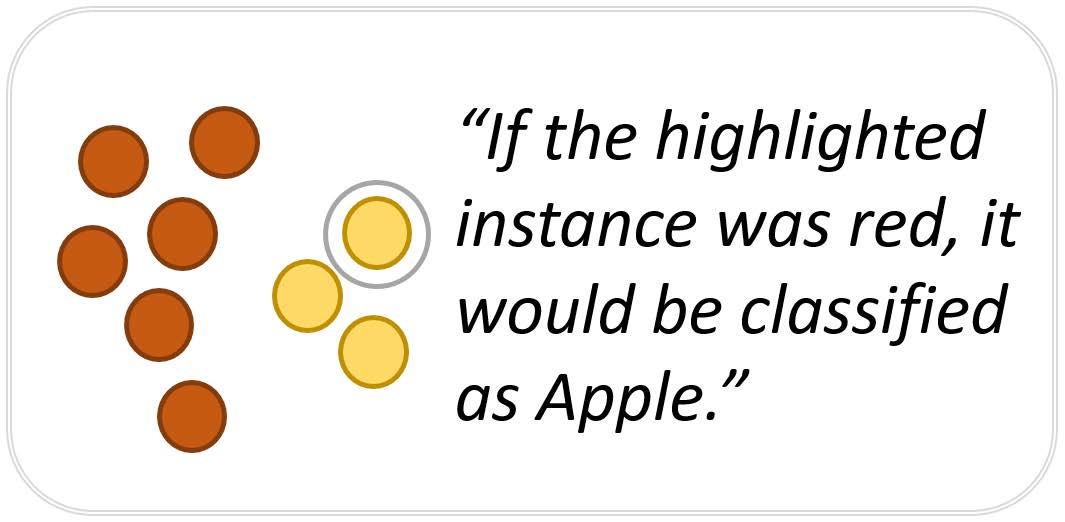 “If the highlighted
instance was red, it
would be classified
as Apple.”